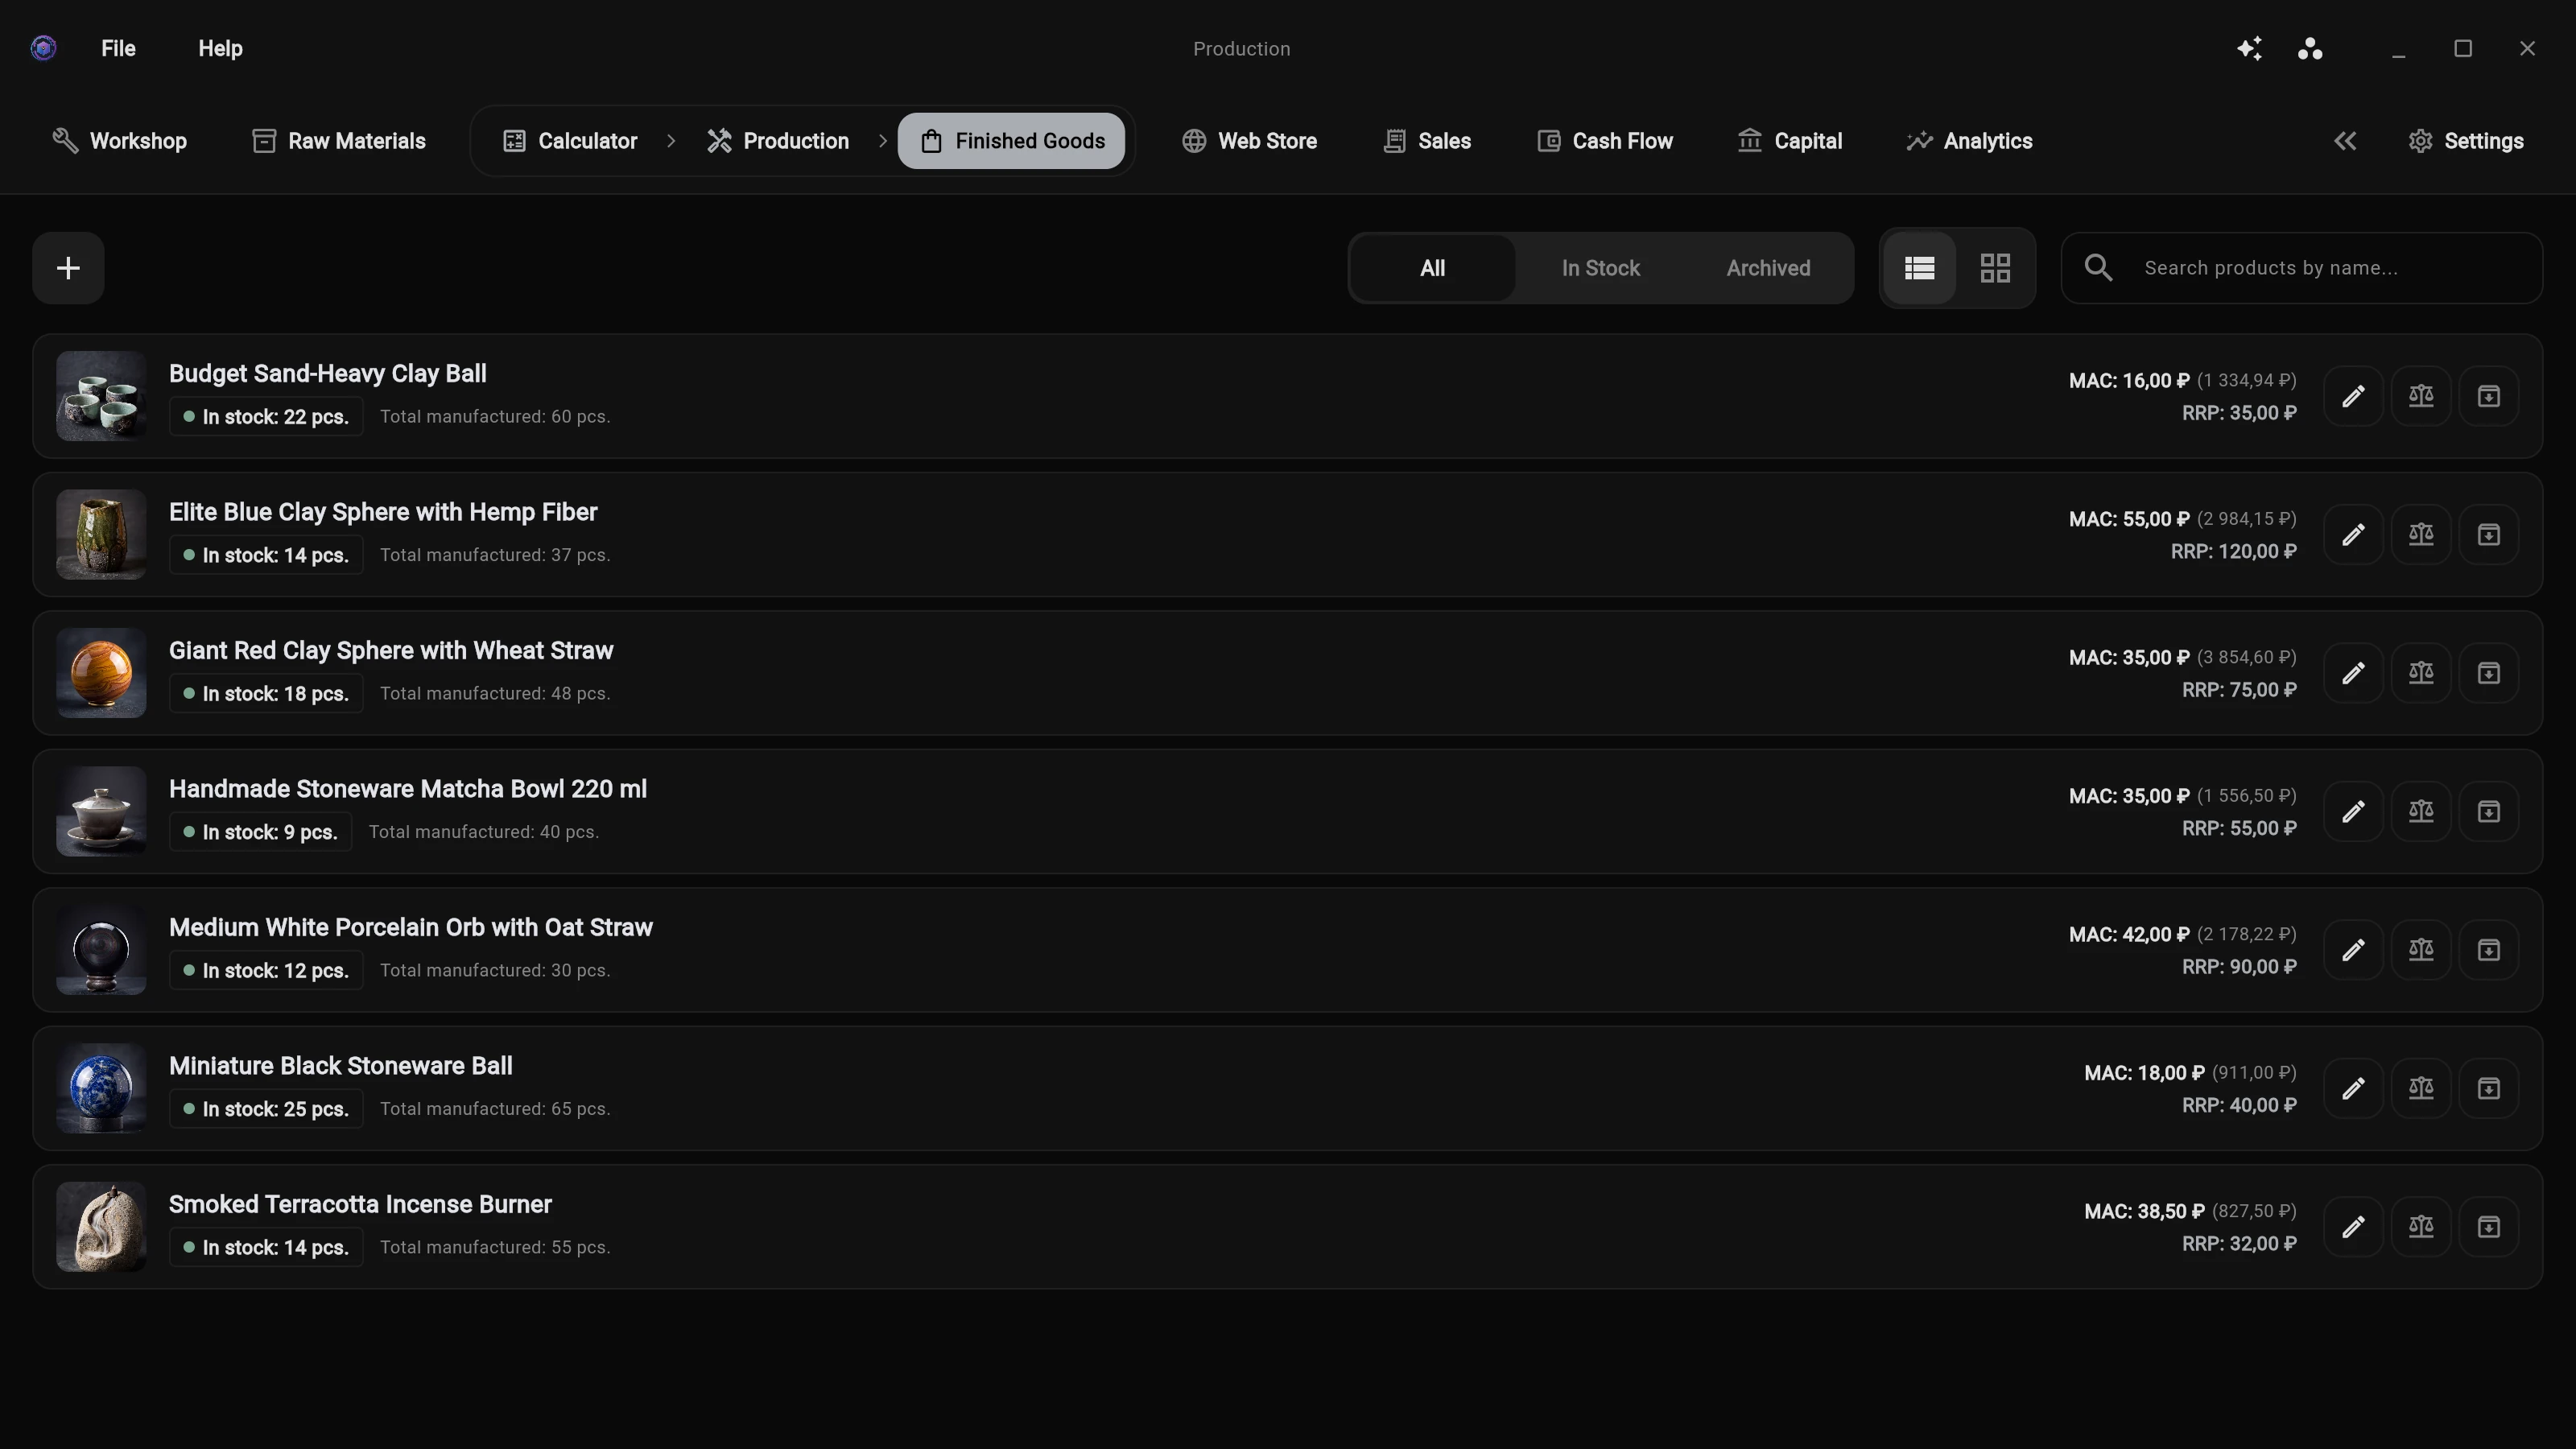 File Help Production
Workshop Raw Materials Calculator Production Finished Goods Web Store Sales Cash Flow Capital Analytics Settings
All In Stock Archived Search products by name...
Budget Sand-Heavy Clay Ball
MAC: 16,00 ₽ (1 334,94 ₽)
In stock: 22 pcs. Total manufactured: 60 pcs.
RRP: 35,00 ₽
Elite Blue Clay Sphere with Hemp Fiber
MAC: 55,00 ₽ (2 984,15 ₽)
In stock: 14 pcs. Total manufactured: 37 pcs.
RRP: 120,00 ₽
Giant Red Clay Sphere with Wheat Straw
MAC: 35,00 ₽ (3 854,60 ₽)
In stock: 18 pcs. Total manufactured: 48 pcs.
RRP: 75,00 ₽
Handmade Stoneware Matcha Bowl 220 ml
MAC: 35,00 ₽ (1 556,50 ₽)
In stock: 9 pcs. Total manufactured: 40 pcs.
RRP: 55,00 ₽
Medium White Porcelain Orb with Oat Straw
MAC: 42,00 ₽ (2 178,22 ₽)
In stock: 12 pcs. Total manufactured: 30 pcs.
RRP: 90,00 ₽
Miniature Black Stoneware Ball
MAC: 18,00 ₽ (911,00 ₽)
In stock: 25 pcs. Total manufactured: 65 pcs.
RRP: 40,00 ₽
Smoked Terracotta Incense Burner
MAC: 38,50 ₽ (827,50 ₽)
In stock: 14 pcs. Total manufactured: 55 pcs.
RRP: 32,00 ₽